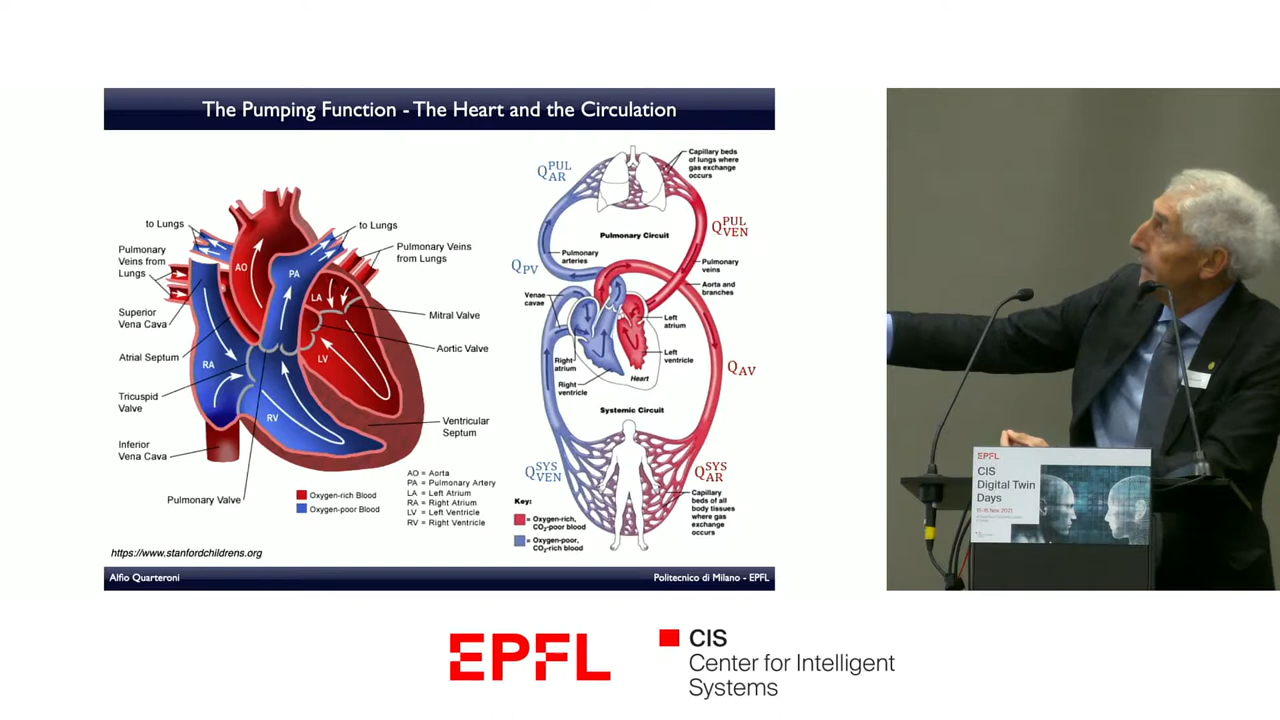 The Pumping Function - The Heart and the Circulation
to Lungs
to Lungs
Pulmonary
Veins from
Lungs
Pulmonary Veins
from Lungs
Superior
Vena Cava
Mitral Valve
Atrial Septum
Aortic Valve
Tricuspid
Valve
Inferior
Vena Cava
Ventricular
Septum
Pulmonary Valve
AO
PA
LA
LV
RA
RV
Oxygen-rich Blood
Oxygen-poor Blood
AO = Aorta
PA = Pulmonary Artery
LA = Left Atrium
RA = Right Atrium
LV = Left Ventricle
RV = Right Ventricle
https://www.stanfordchildrens.org
Q PUL AR
Capillary beds
of lungs where
gas exchange
occurs
Q PUL VEN
Pulmonary Circuit
Pulmonary
arteries
Q PV
Pulmonary
veins
Venae
cavae
Aorta and
branches
Left
atrium
Right
atrium
Left
ventricle
Q AV
Right
ventricle
Heart
Systemic Circuit
Q SYS VEN
Q SYS AR
Capillary
beds of all
body tissues
where gas
exchange
occurs
Key:
= Oxygen-rich,
CO2-poor blood
= Oxygen-poor,
CO2-rich blood
Alfio Quarteroni
Politecnico di Milano - EPFL
EPFL
CIS
Digital Twin
Days
EPFL
CIS
Center for Intelligent
Systems